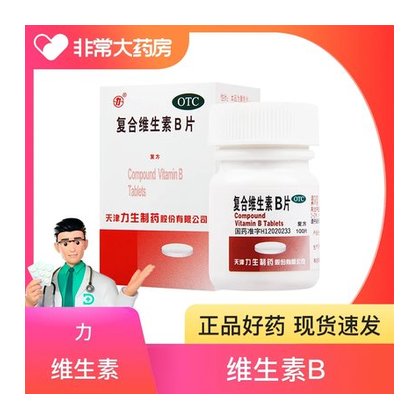 非常大药房
力
OTC
复合维生素B片
复方
Compound Vitamin B
Tablets
天津力生制药股份有限公司
OTC
复合维生素B片
Compound
Vitamin B Tablets
复方
国药准字H12020233
100片
天津力生制药股份有限公司
正品好药 现货速发
力
维生素
维生素B